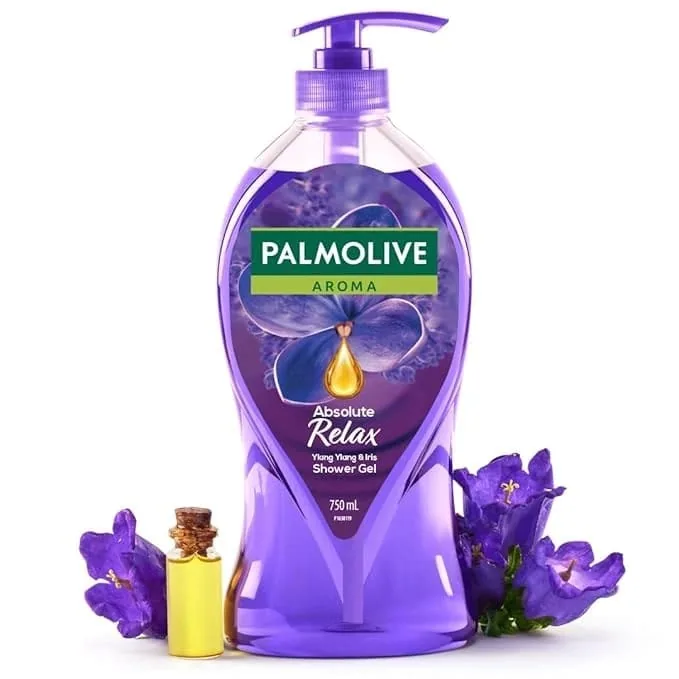 PALMOLIVE
AROMA
Absolute
Relax
Ylang Ylang & Iris
Shower Gel
750 mL